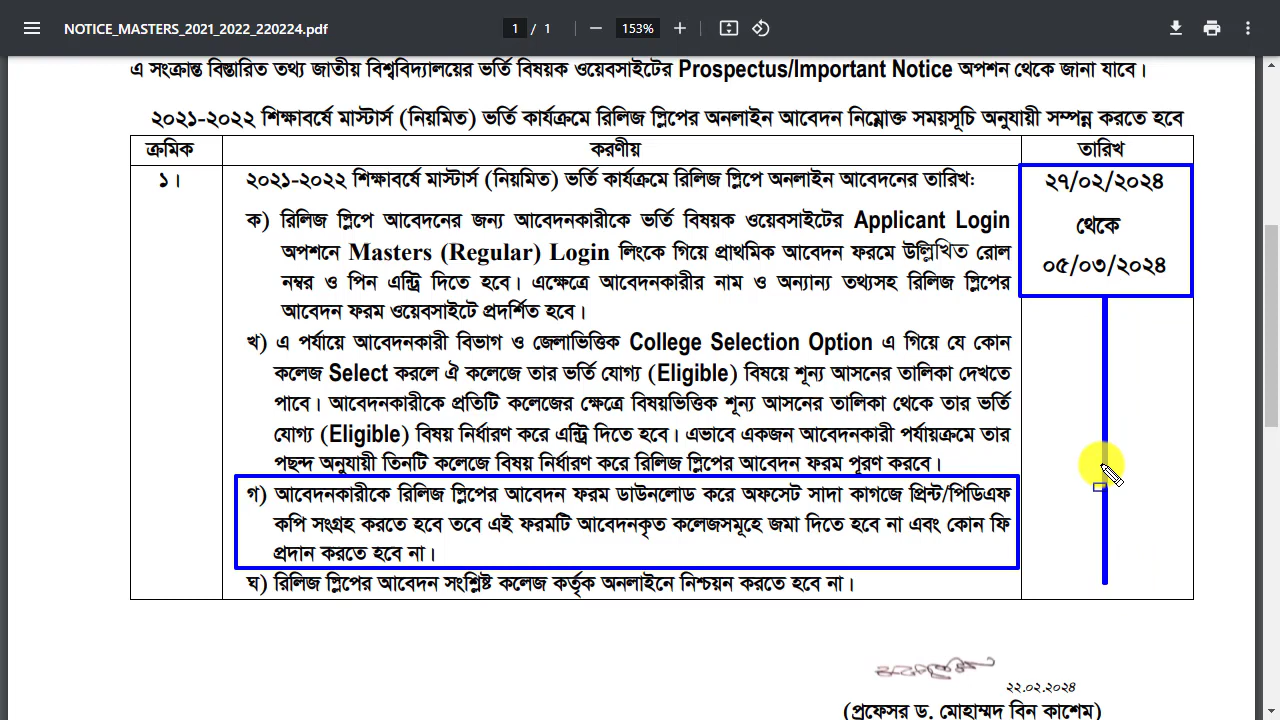 NOTICE_MASTERS_2021_2022_220224.pdf
1 / 1
153%
এ সংক্রান্ত বিস্তারিত তথ্য জাতীয় বিশ্ববিদ্যালয়ের ভর্তি বিষয়ক ওয়েবসাইটের Prospectus/Important Notice অপশন থেকে জানা যাবে।
২০২১-২০২২ শিক্ষাবর্ষে মাস্টার্স (নিয়মিত) ভর্তি কার্যক্রমে রিলিজ স্লিপের অনলাইন আবেদন নিম্নোক্ত সময়সূচি অনুযায়ী সম্পন্ন করতে হবে
ক্রমিক করণীয় তারিখ
১। ২০২১-২০২২ শিক্ষাবর্ষে মাস্টার্স (নিয়মিত) ভর্তি কার্যক্রমে রিলিজ স্লিপে অনলাইন আবেদনের তারিখঃ
ক) রিলিজ স্লিপে আবেদনের জন্য আবেদনকারীকে ভর্তি বিষয়ক ওয়েবসাইটের Applicant Login
অপশনে Masters (Regular) Login লিংকে গিয়ে প্রাথমিক আবেদন ফরমে উল্লিখিত রোল
নম্বর ও পিন এন্ট্রি দিতে হবে। এক্ষেত্রে আবেদনকারীর নাম ও অন্যান্য তথ্যসহ রিলিজ স্লিপের
আবেদন ফরম ওয়েবসাইটে প্রদর্শিত হবে।
খ) এ পর্যায়ে আবেদনকারী বিভাগ ও জেলাভিত্তিক College Selection Option এ গিয়ে যে কোন
কলেজ Select করলে ঐ কলেজে তার ভর্তি যোগ্য (Eligible) বিষয়ে শূন্য আসনের তালিকা দেখতে
পাবে। আবেদনকারীকে প্রতিটি কলেজের ক্ষেত্রে বিষয়ভিত্তিক শূন্য আসনের তালিকা থেকে তার ভর্তি
যোগ্য (Eligible) বিষয় নির্ধারণ করে এন্ট্রি দিতে হবে। এভাবে একজন আবেদনকারী পর্যায়ক্রমে তার
পছন্দ অনুযায়ী তিনটি কলেজে বিষয় নির্ধারণ করে রিলিজ স্লিপের আবেদন ফরম পূরণ করবে।
গ) আবেদনকারীকে রিলিজ স্লিপের আবেদন ফরম ডাউনলোড করে অফসেট সাদা কাগজে প্রিন্ট/পিডিএফ
কপি সংগ্রহ করতে হবে তবে এই ফরমটি আবেদনকৃত কলেজসমূহে জমা দিতে হবে না এবং কোন ফি
প্রদান করতে হবে না।
ঘ) রিলিজ স্লিপের আবেদন সংশ্লিষ্ট কলেজ কর্তৃক অনলাইনে নিশ্চয়ন করতে হবে না।
২৭/০২/২০২৪
থেকে
০৫/০৩/২০২৪
২২.০২.২০২৪
(প্রফেসর ড. মোহাম্মদ বিন কাশেম)